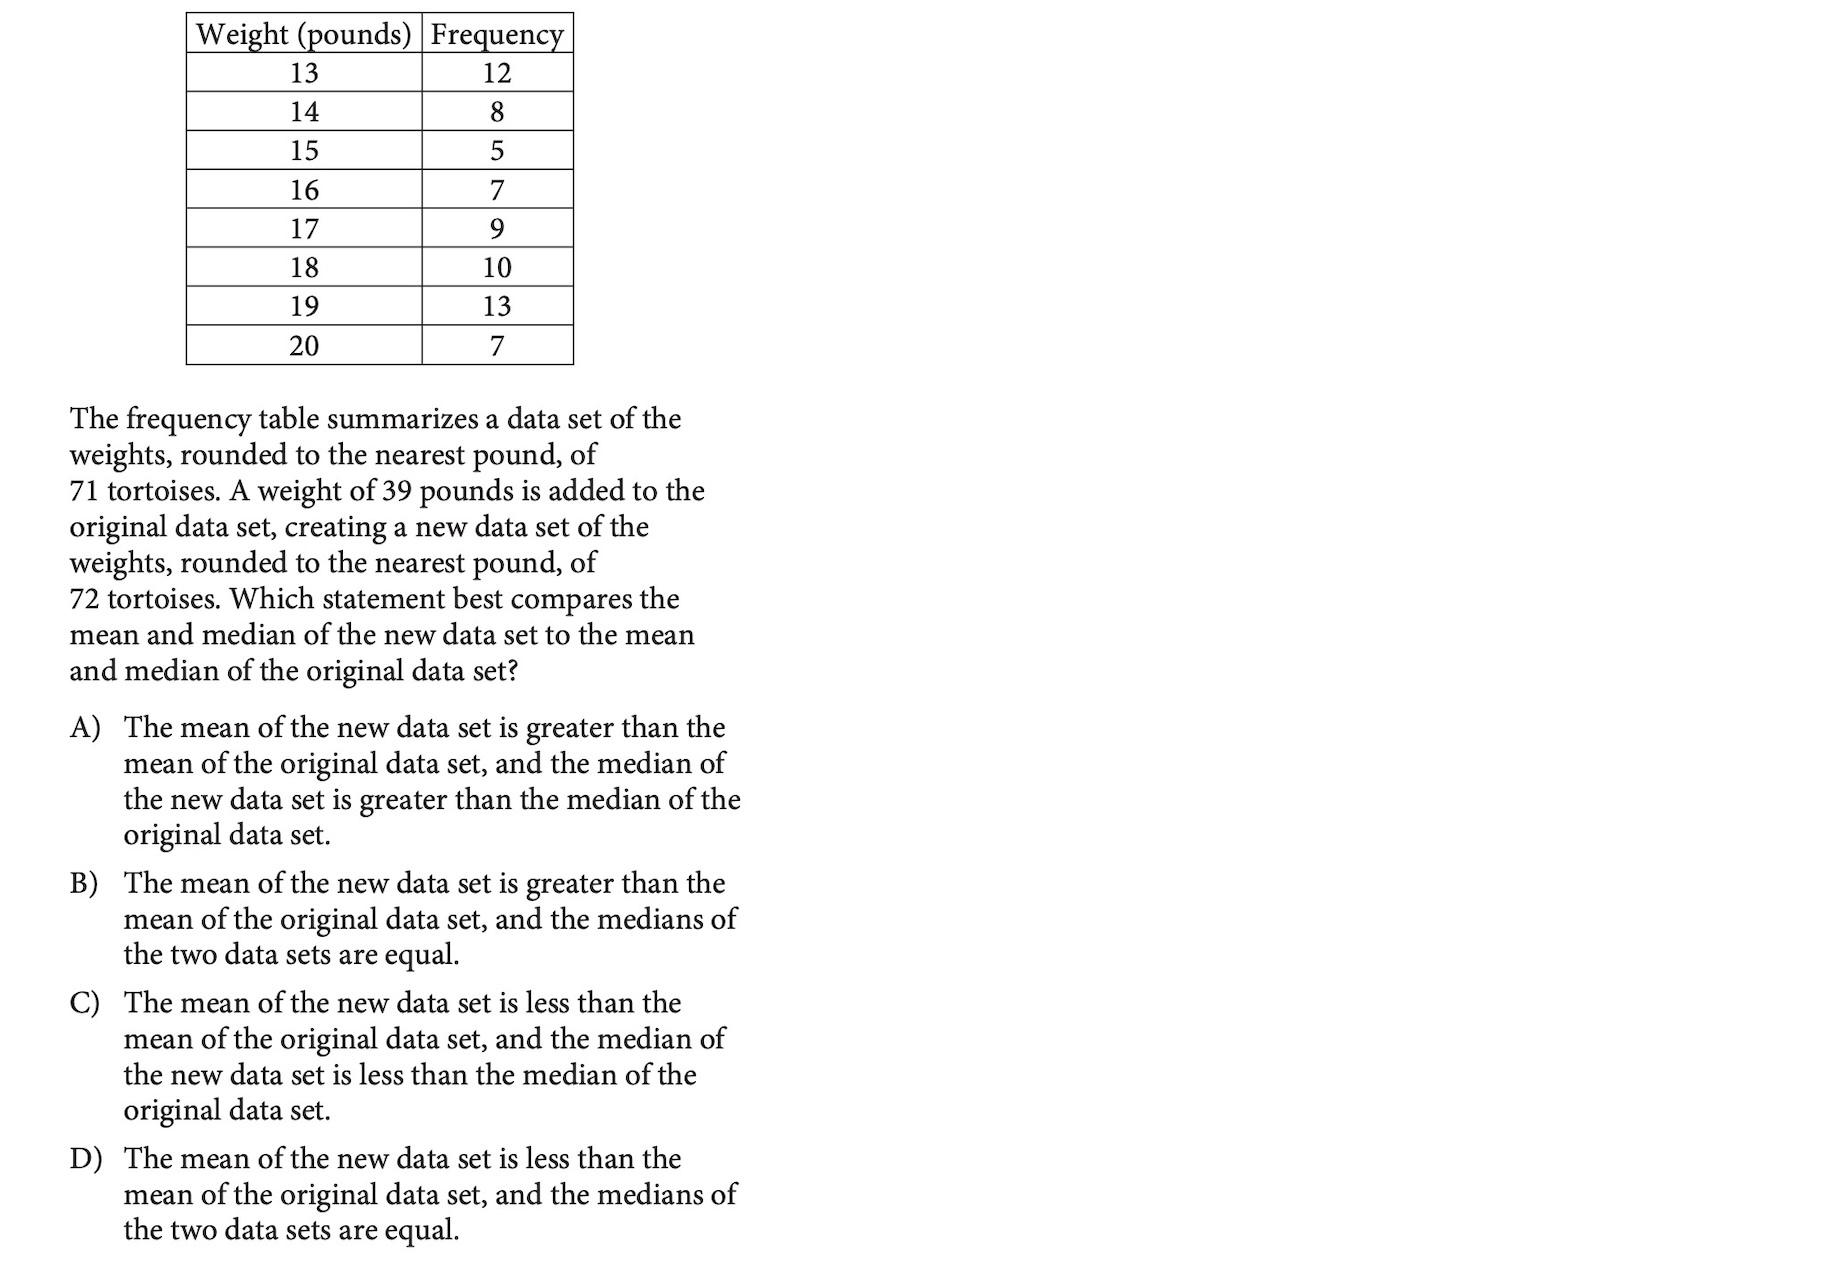 Weight (pounds) Frequency
13 12
14 8
15 5
16 7
17 9
18 10
19 13
20 7
The frequency table summarizes a data set of the
weights, rounded to the nearest pound, of
71 tortoises. A weight of 39 pounds is added to the
original data set, creating a new data set of the
weights, rounded to the nearest pound, of
72 tortoises. Which statement best compares the
mean and median of the new data set to the mean
and median of the original data set?
A) The mean of the new data set is greater than the
mean of the original data set, and the median of
the new data set is greater than the median of the
original data set.
B) The mean of the new data set is greater than the
mean of the original data set, and the medians of
the two data sets are equal.
C) The mean of the new data set is less than the
mean of the original data set, and the median of
the new data set is less than the median of the
original data set.
D) The mean of the new data set is less than the
mean of the original data set, and the medians of
the two data sets are equal.